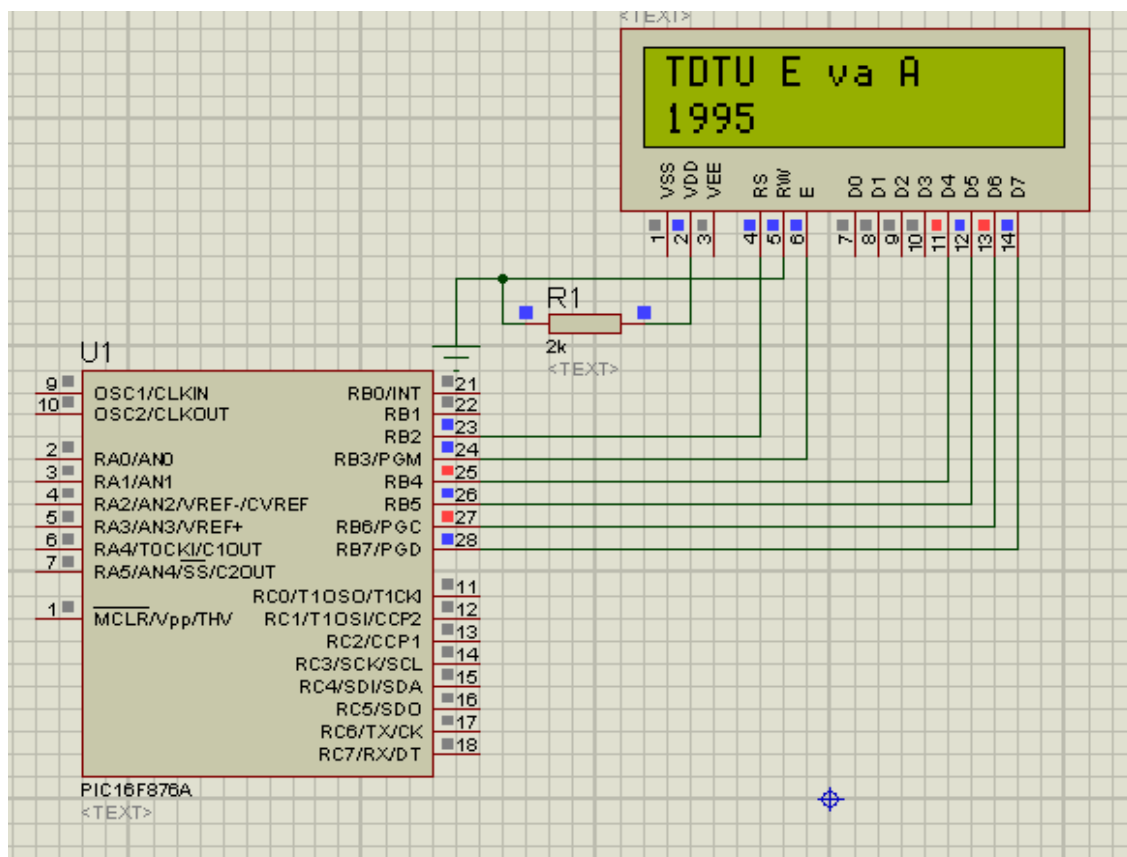 <TEXT>
TDTU E va A
1995
VSS VDD VEE RS RW E D0 D1 D2 D3 D4 D5 D6 D7
1 2 3 4 5 6 7 8 9 10 11 12 13 14
R1
2k
<TEXT>
U1
9 OSC1/CLKIN RB0/INT 21
10 OSC2/CLKOUT RB1 22
RB2 23
2 RA0/AN0 RB3/PGM 24
3 RA1/AN1 RB4 25
4 RA2/AN2/VREF-/CVREF RB5 26
5 RA3/AN3/VREF+ RB6/PGC 27
6 RA4/T0CKI/C1OUT RB7/PGD 28
7 RA5/AN4/SS/C2OUT
RC0/T1OSO/T1CKI 11
1 MCLR/Vpp/THV RC1/T1OSI/CCP2 12
RC2/CCP1 13
RC3/SCK/SCL 14
RC4/SDI/SDA 15
RC5/SDO 16
RC6/TX/CK 17
RC7/RX/DT 18
PIC16F876A
<TEXT>